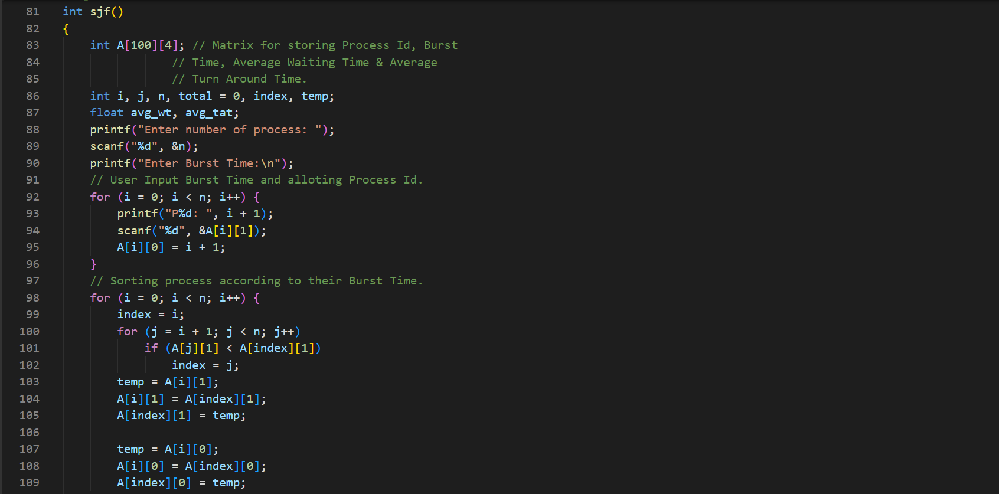 81 int sjf()
82 {
83 int A[100][4]; // Matrix for storing Process Id, Burst
84 // Time, Average Waiting Time & Average
85 // Turn Around Time.
86 int i, j, n, total = 0, index, temp;
87 float avg_wt, avg_tat;
88 printf("Enter number of process: ");
89 scanf("%d", &n);
90 printf("Enter Burst Time:\n");
91 // User Input Burst Time and alloting Process Id.
92 for (i = 0; i < n; i++) {
93 printf("P%d: ", i + 1);
94 scanf("%d", &A[i][1]);
95 A[i][0] = i + 1;
96 }
97 // Sorting process according to their Burst Time.
98 for (i = 0; i < n; i++) {
99 index = i;
100 for (j = i + 1; j < n; j++)
101 if (A[j][1] < A[index][1])
102 index = j;
103 temp = A[i][1];
104 A[i][1] = A[index][1];
105 A[index][1] = temp;
106
107 temp = A[i][0];
108 A[i][0] = A[index][0];
109 A[index][0] = temp;